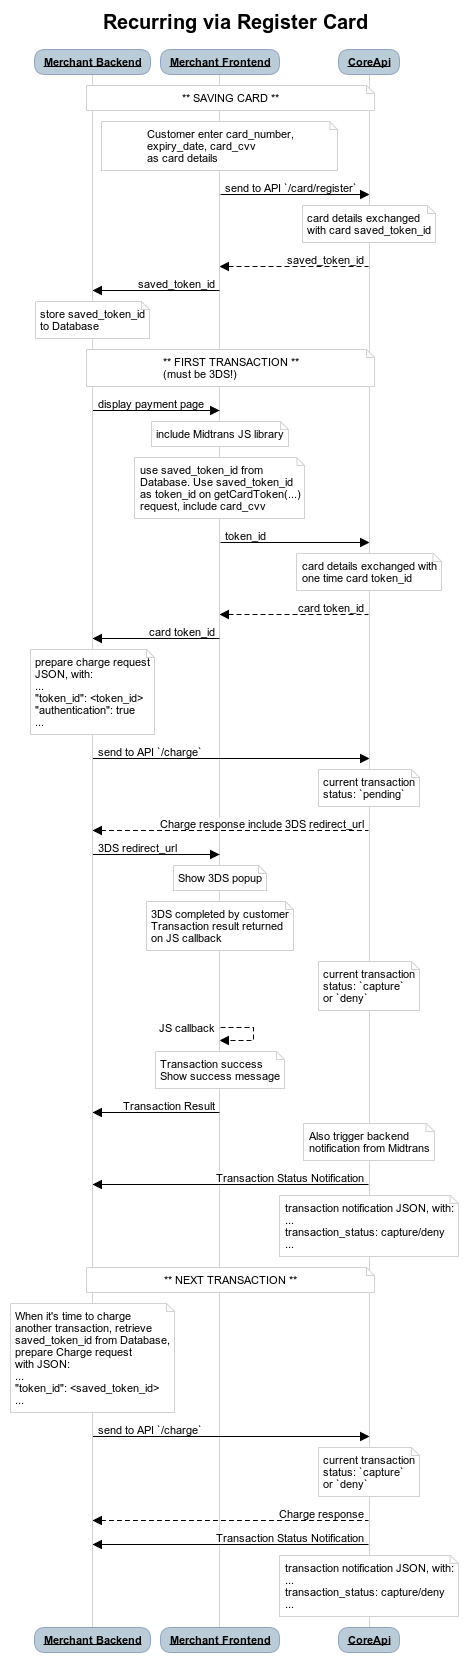 Recurring via Register Card
Merchant Backend
Merchant Frontend
CoreApi
** SAVING CARD **
Customer enter card_number,
expiry_date, card_cvv
as card details
send to API `/card/register`
card details exchanged
with card saved_token_id
saved_token_id
saved_token_id
store saved_token_id
to Database
** FIRST TRANSACTION **
(must be 3DS!)
display payment page
include Midtrans JS library
use saved_token_id from
Database. Use saved_token_id
as token_id on getCardToken(...)
request, include card_cvv
token_id
card details exchanged with
one time card token_id
card token_id
card token_id
prepare charge request
JSON, with:
...
"token_id": <token_id>
"authentication": true
...
send to API `/charge`
current transaction
status: `pending`
Charge response include 3DS redirect_url
3DS redirect_url
Show 3DS popup
3DS completed by customer
Transaction result returned
on JS callback
current transaction
status: `capture`
or `deny`
JS callback
Transaction success
Show success message
Transaction Result
Also trigger backend
notification from Midtrans
Transaction Status Notification
transaction notification JSON, with:
...
transaction_status: capture/deny
...
** NEXT TRANSACTION **
When it's time to charge
another transaction, retrieve
saved_token_id from Database,
prepare Charge request
with JSON:
...
"token_id": <saved_token_id>
...
send to API `/charge`
current transaction
status: `capture`
or `deny`
Charge response
Transaction Status Notification
transaction notification JSON, with:
...
transaction_status: capture/deny
...
Merchant Backend
Merchant Frontend
CoreApi